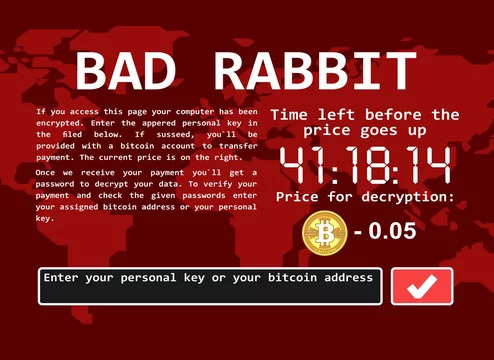 BAD RABBIT
If you access this page your computer has been
encrypted. Enter the appered personal key in
the filed below. If susseed, you`ll be
provided with a bitcoin account to transfer
payment. The current price is on the right.
Once we receive your payment you`ll get a
password to decrypt your data. To verify your
payment and check the given passwords enter
your assigned bitcoin address or your personal
key.
Time left before the
price goes up
41:18:14
Price for decryption:
B - 0.05
Enter your personal key or your bitcoin address